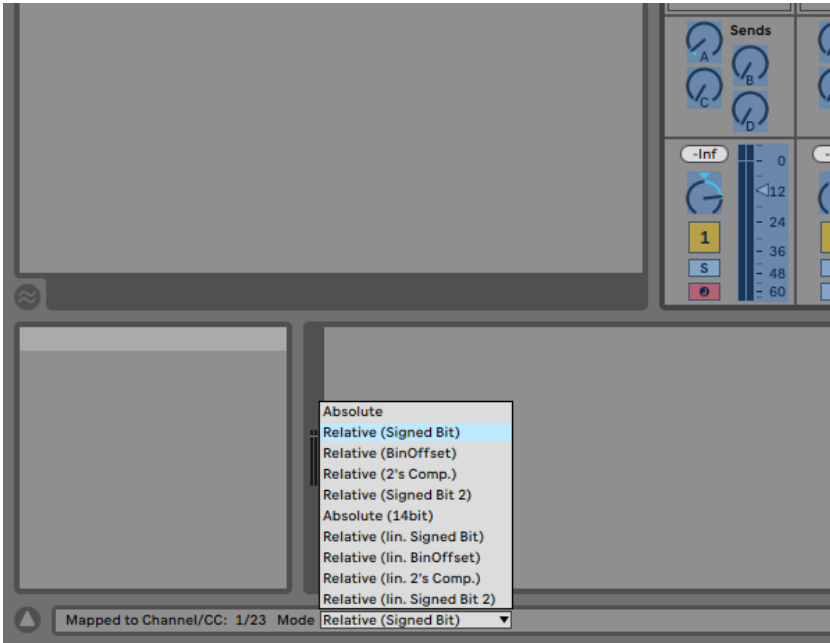 Sends
A
B
C
D
-Inf
0
12
24
36
48
60
1
S
Absolute
Relative (Signed Bit)
Relative (BinOffset)
Relative (2's Comp.)
Relative (Signed Bit 2)
Absolute (14bit)
Relative (lin. Signed Bit)
Relative (lin. BinOffset)
Relative (lin. 2's Comp.)
Relative (lin. Signed Bit 2)
Mapped to Channel/CC: 1/23 Mode Relative (Signed Bit)